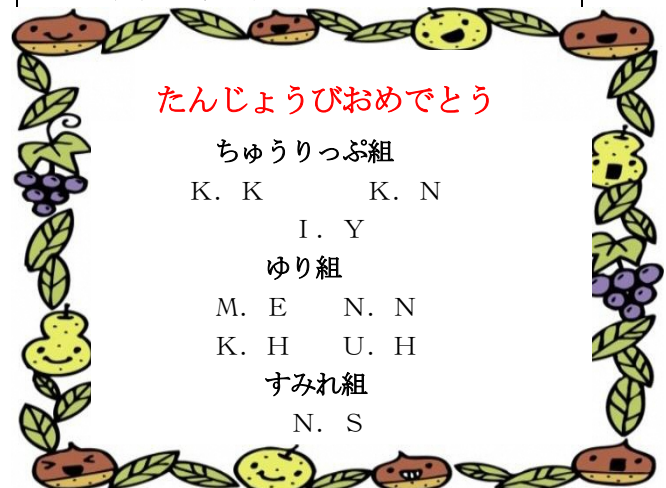 たんじょうびおめでとう
ちゅうりっぷ組
Ｋ．Ｋ　　　Ｋ．Ｎ
Ｉ．Ｙ
ゆり組
Ｍ．Ｅ　　Ｎ．Ｎ
Ｋ．Ｈ　　Ｕ．Ｈ
すみれ組
Ｎ．Ｓ